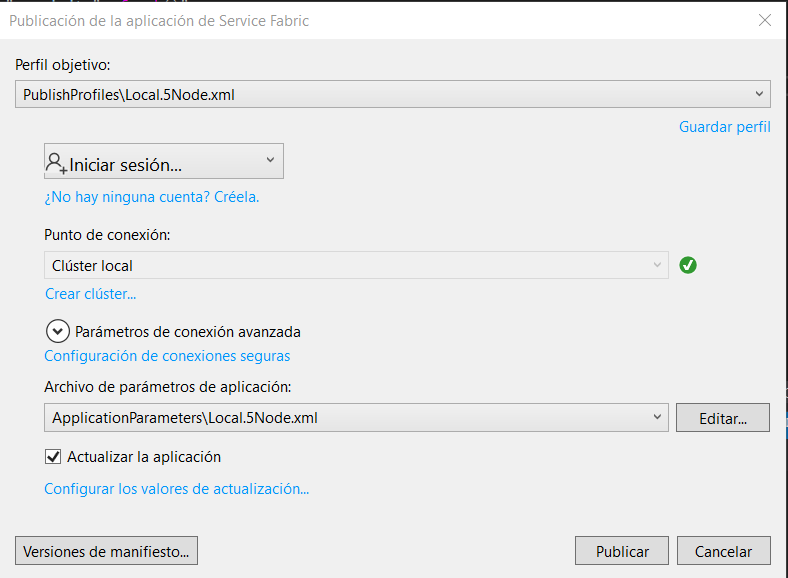 Publicación de la aplicación de Service Fabric
Perfil objetivo:
PublishProfiles\Local.5Node.xml
Guardar perfil
Iniciar sesión...
¿No hay ninguna cuenta? Créela.
Punto de conexión:
Clúster local
Crear clúster...
Parámetros de conexión avanzada
Configuración de conexiones seguras
Archivo de parámetros de aplicación:
ApplicationParameters\Local.5Node.xml
Editar...
Actualizar la aplicación
Configurar los valores de actualización...
Versiones de manifiesto...
Publicar
Cancelar